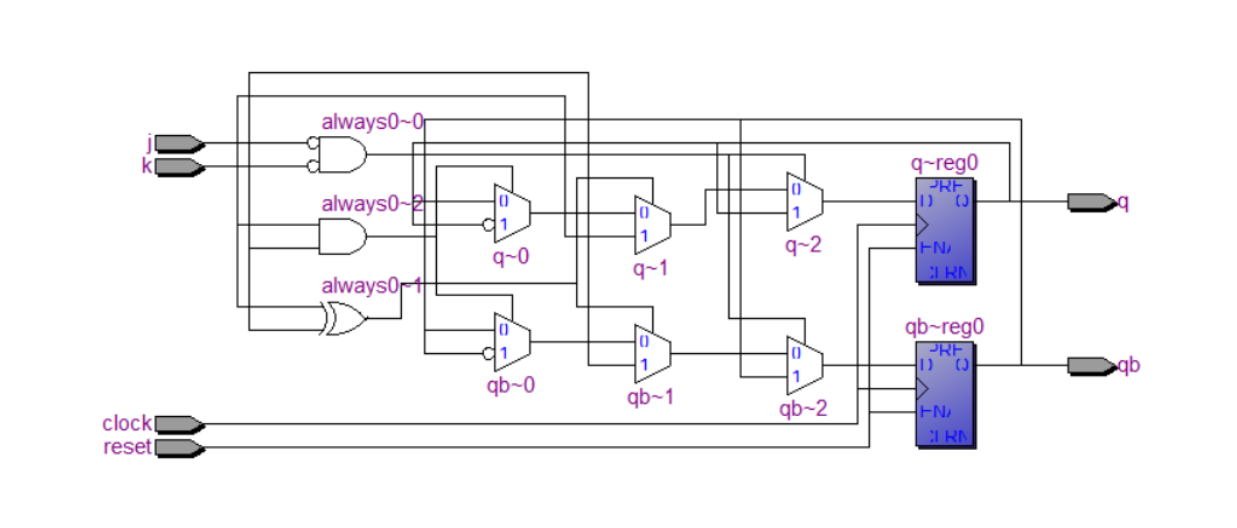 always0~0
j
k
always0~2
always0~1
0
1
q~0
0
1
q~1
0
1
q~2
q~reg0
PRE
D Q
ENA
CLRN
q
0
1
qb~0
0
1
qb~1
0
1
qb~2
qb~reg0
PRE
D Q
ENA
CLRN
qb
clock
reset